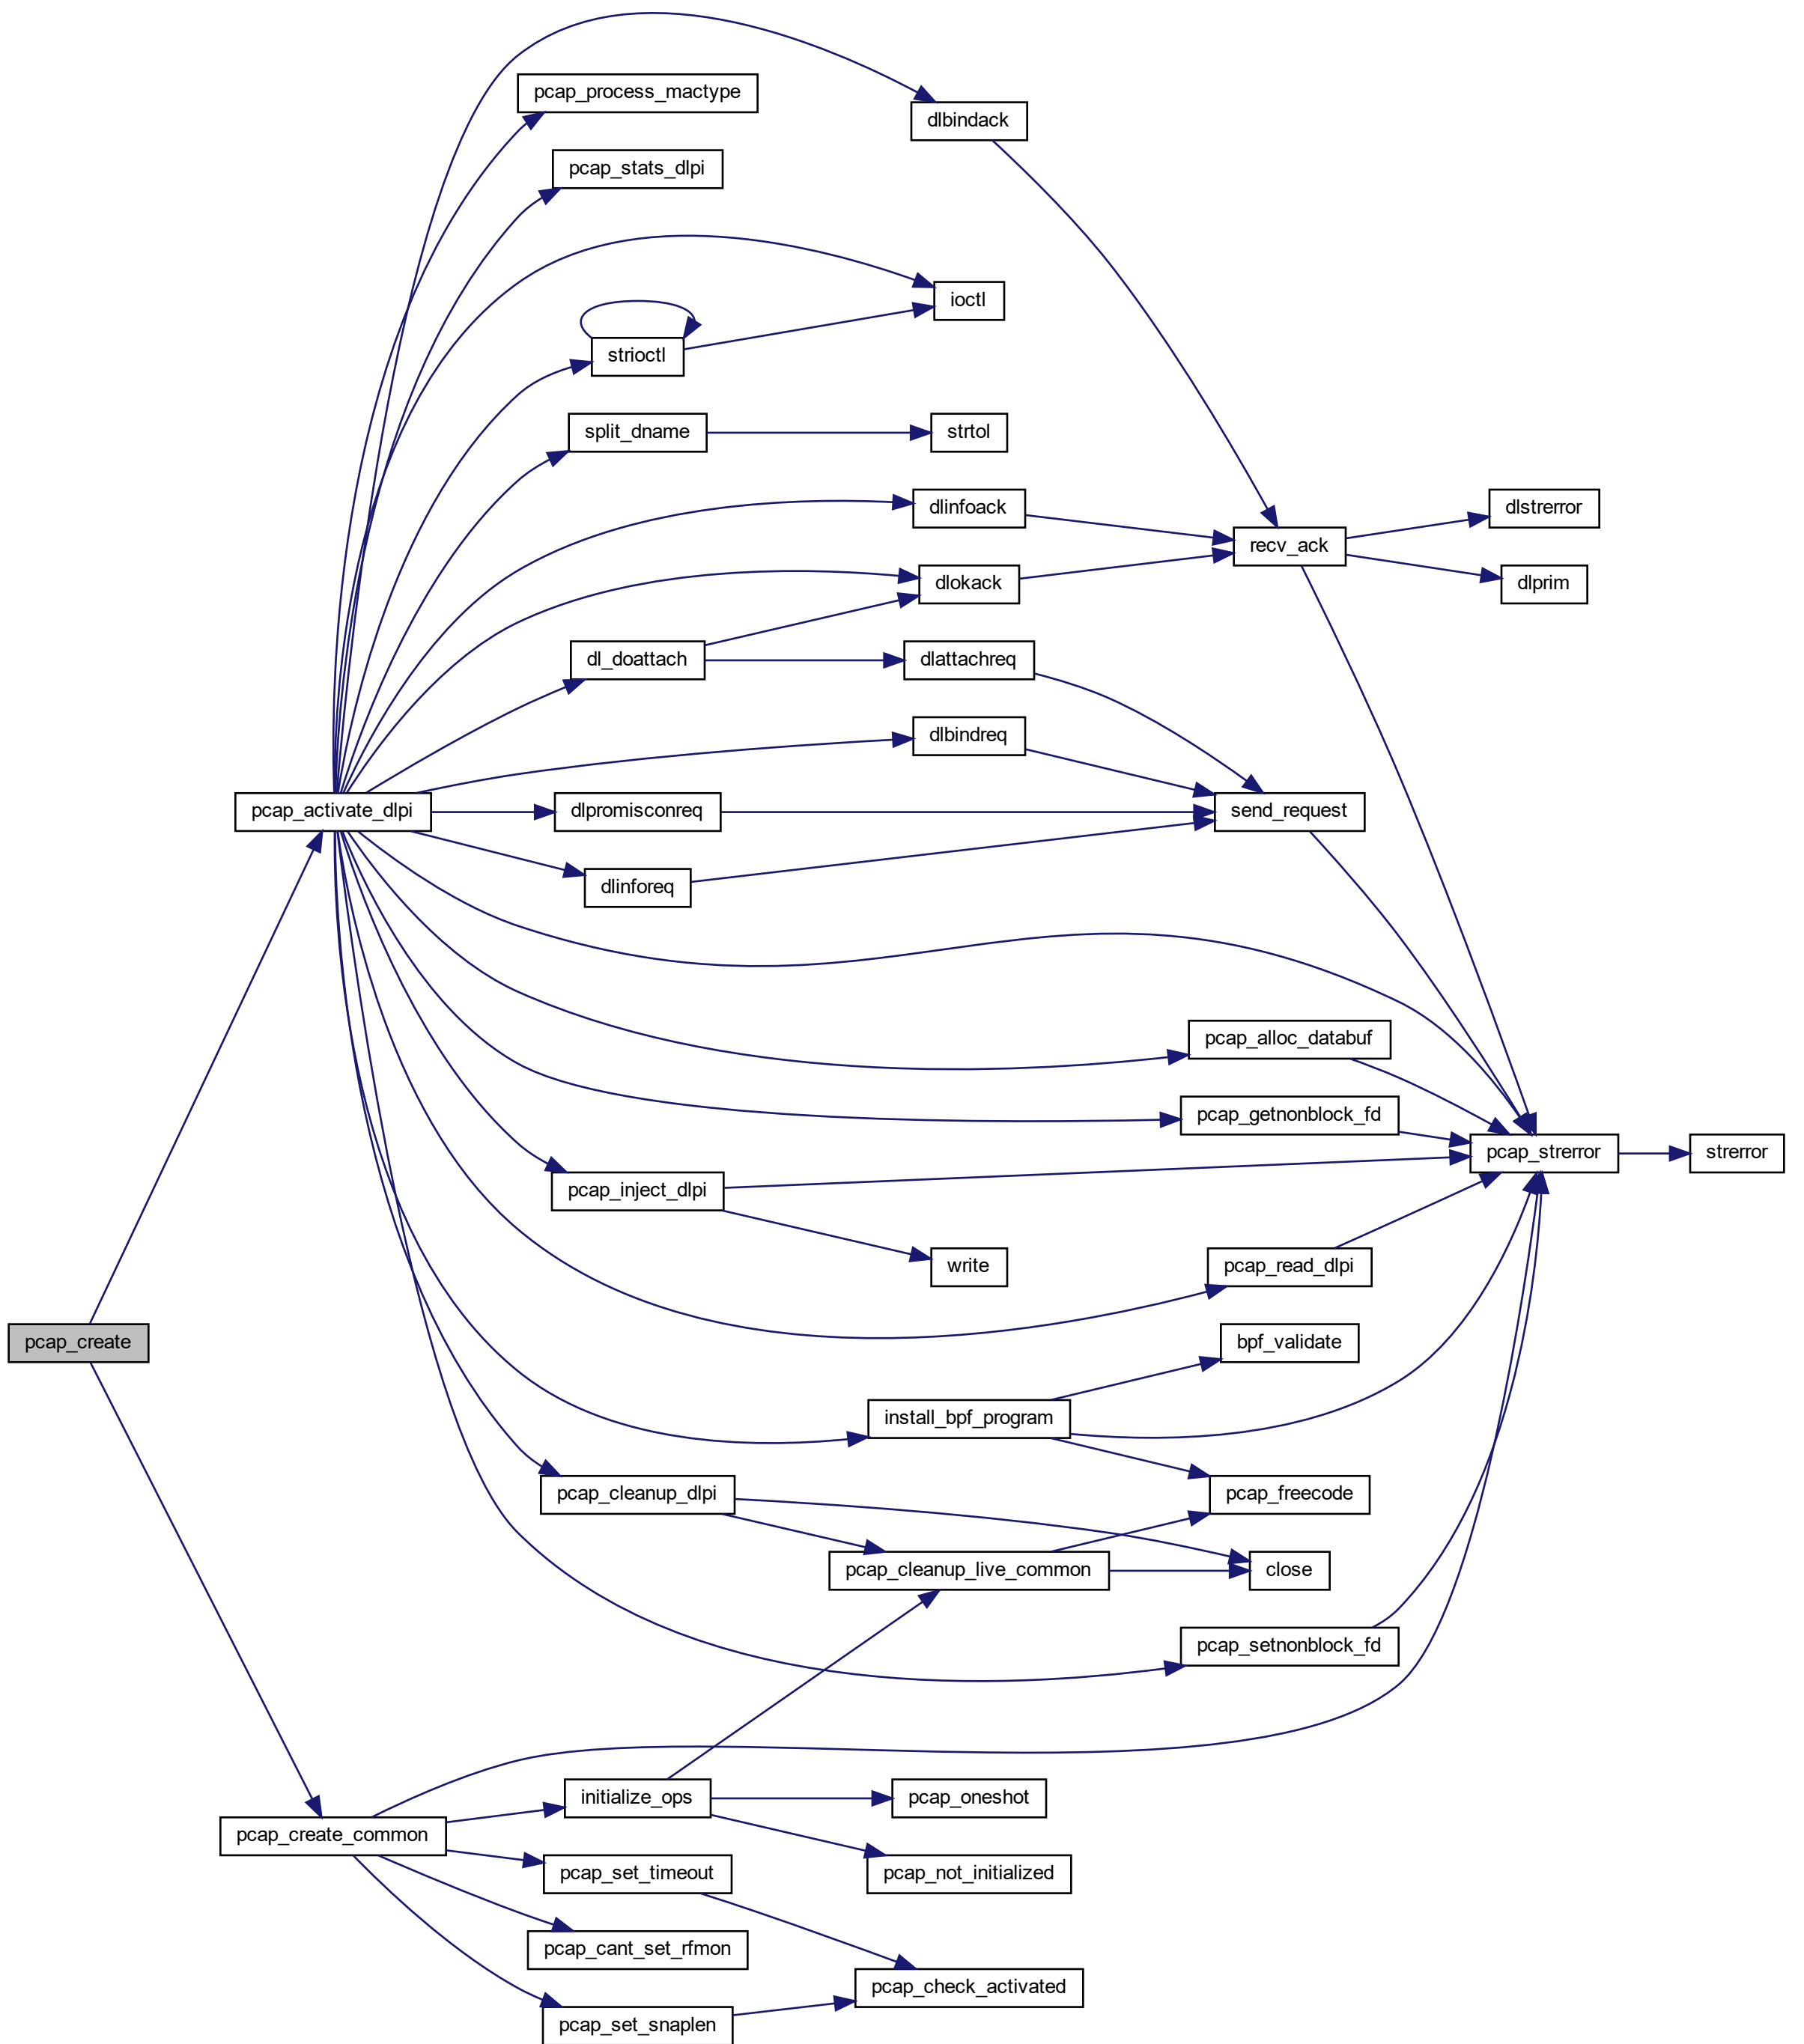 pcap_process_mactype
dlbindack
pcap_stats_dlpi
ioctl
strioctl
split_dname
strtol
dlinfoack
dlstrerror
recv_ack
dlokack
dlprim
dl_doattach
dlattachreq
dlbindreq
pcap_activate_dlpi
dlpromisconreq
send_request
dlinforeq
pcap_alloc_databuf
pcap_getnonblock_fd
pcap_strerror
strerror
pcap_inject_dlpi
write
pcap_read_dlpi
pcap_create
bpf_validate
install_bpf_program
pcap_cleanup_dlpi
pcap_freecode
pcap_cleanup_live_common
close
pcap_setnonblock_fd
initialize_ops
pcap_oneshot
pcap_create_common
pcap_set_timeout
pcap_not_initialized
pcap_cant_set_rfmon
pcap_check_activated
pcap_set_snaplen